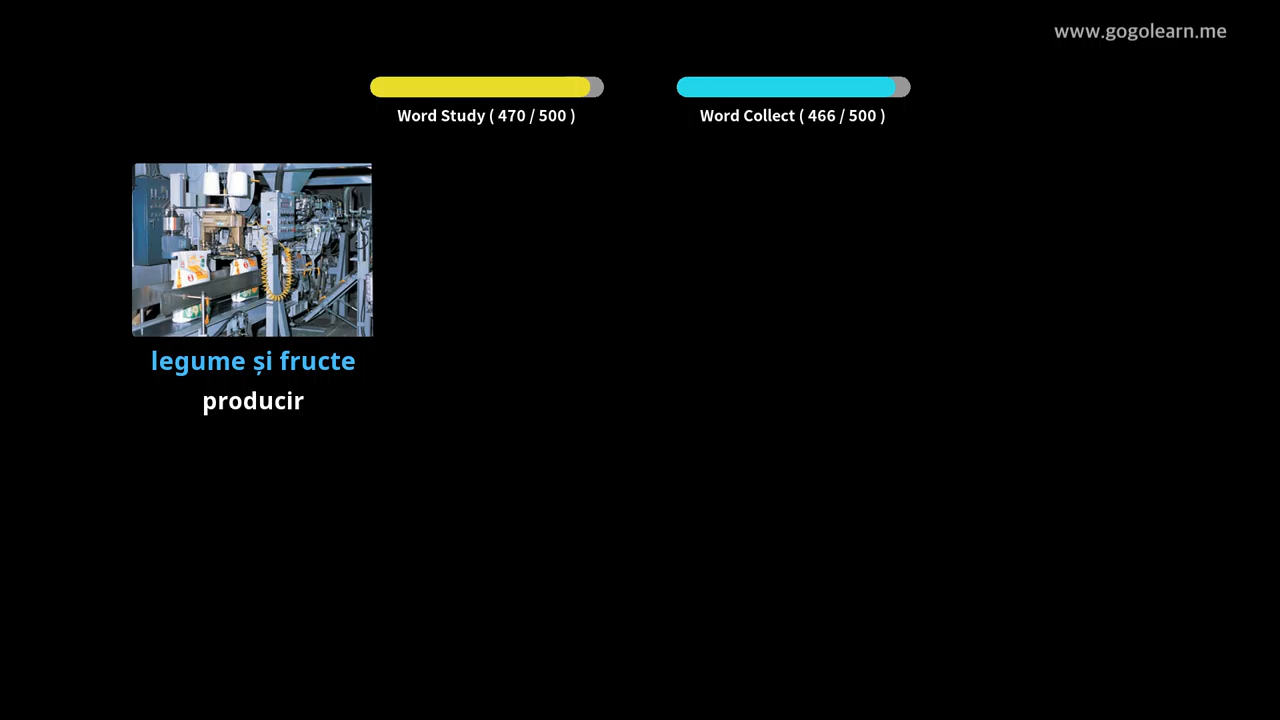 www.gogolearn.me
Word Study ( 470 / 500 )
Word Collect ( 466 / 500 )
legume și fructe
producir